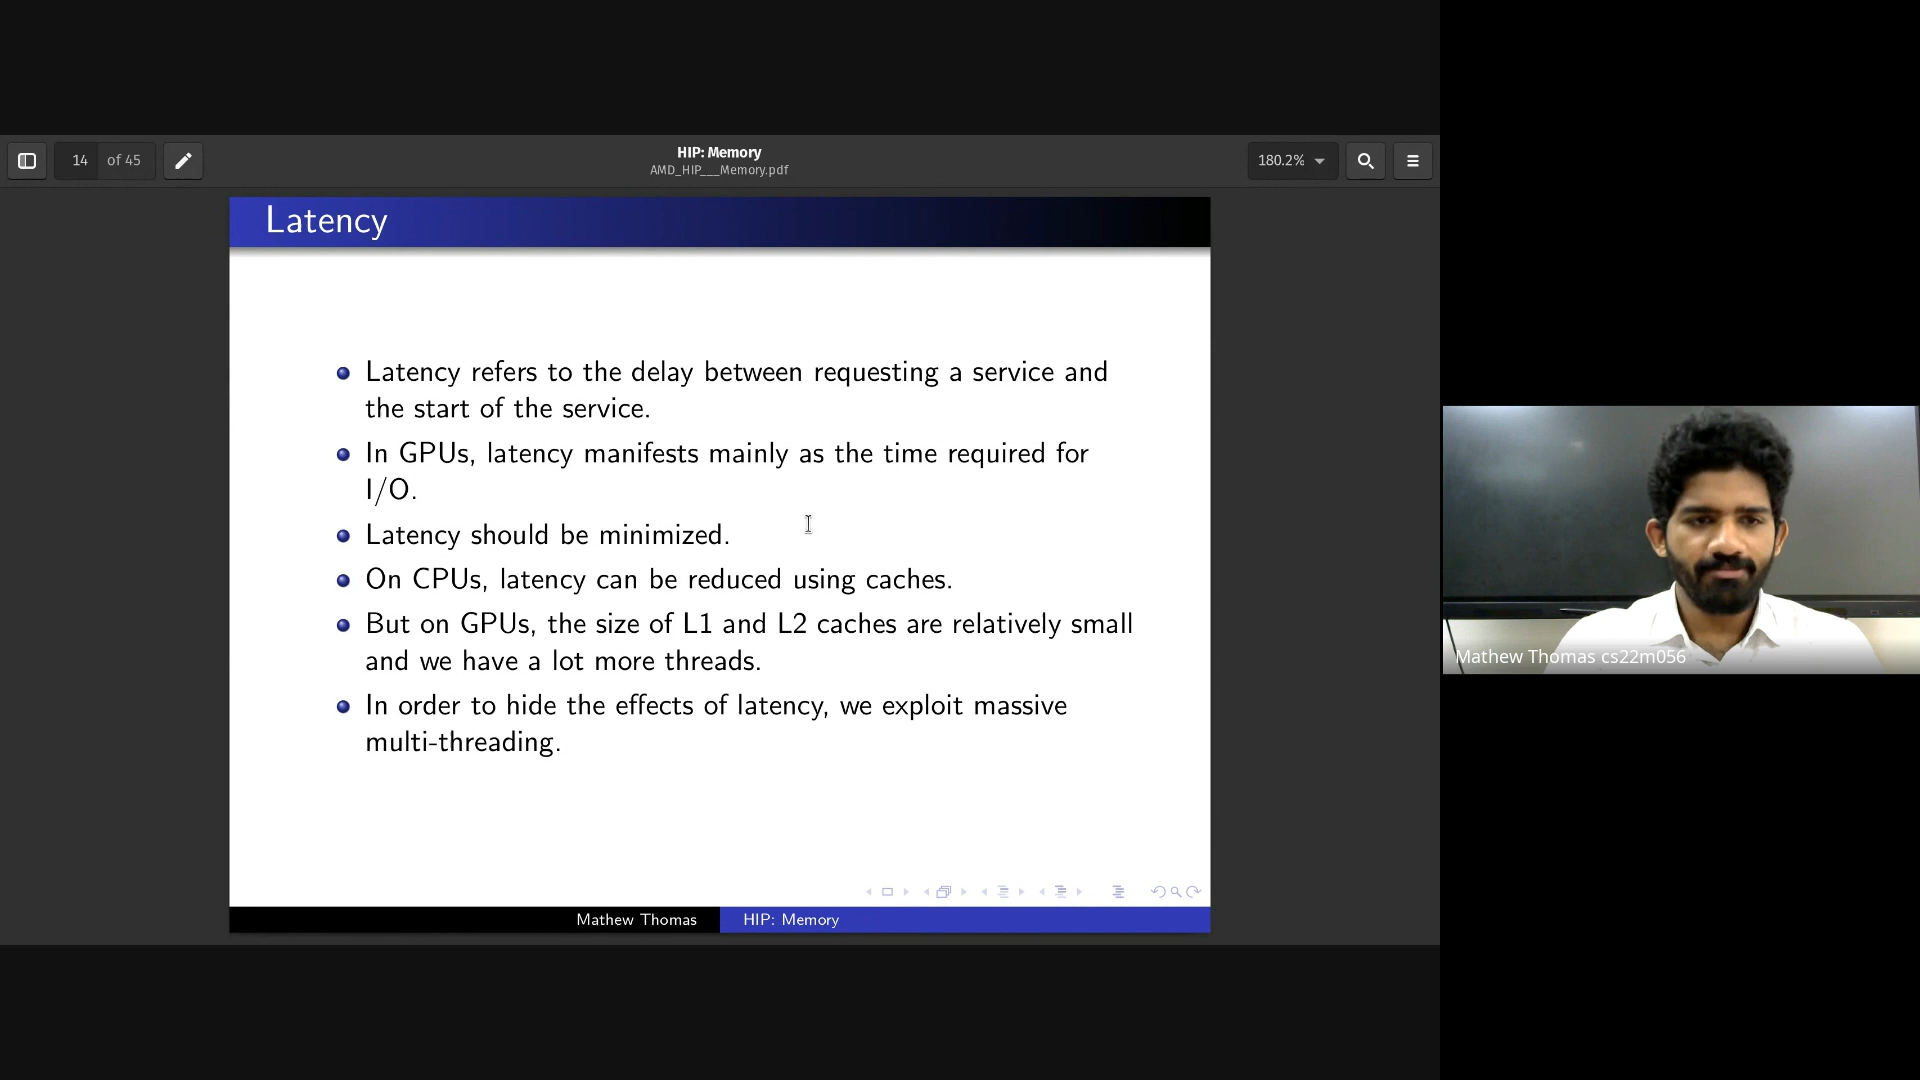 14 of 45
HIP: Memory
AMD_HIP___Memory.pdf
180.2%
Latency
Latency refers to the delay between requesting a service and
the start of the service.
In GPUs, latency manifests mainly as the time required for
I/O.
Latency should be minimized.
On CPUs, latency can be reduced using caches.
But on GPUs, the size of L1 and L2 caches are relatively small
and we have a lot more threads.
In order to hide the effects of latency, we exploit massive
multi-threading.
Mathew Thomas HIP: Memory
Mathew Thomas cs22m056